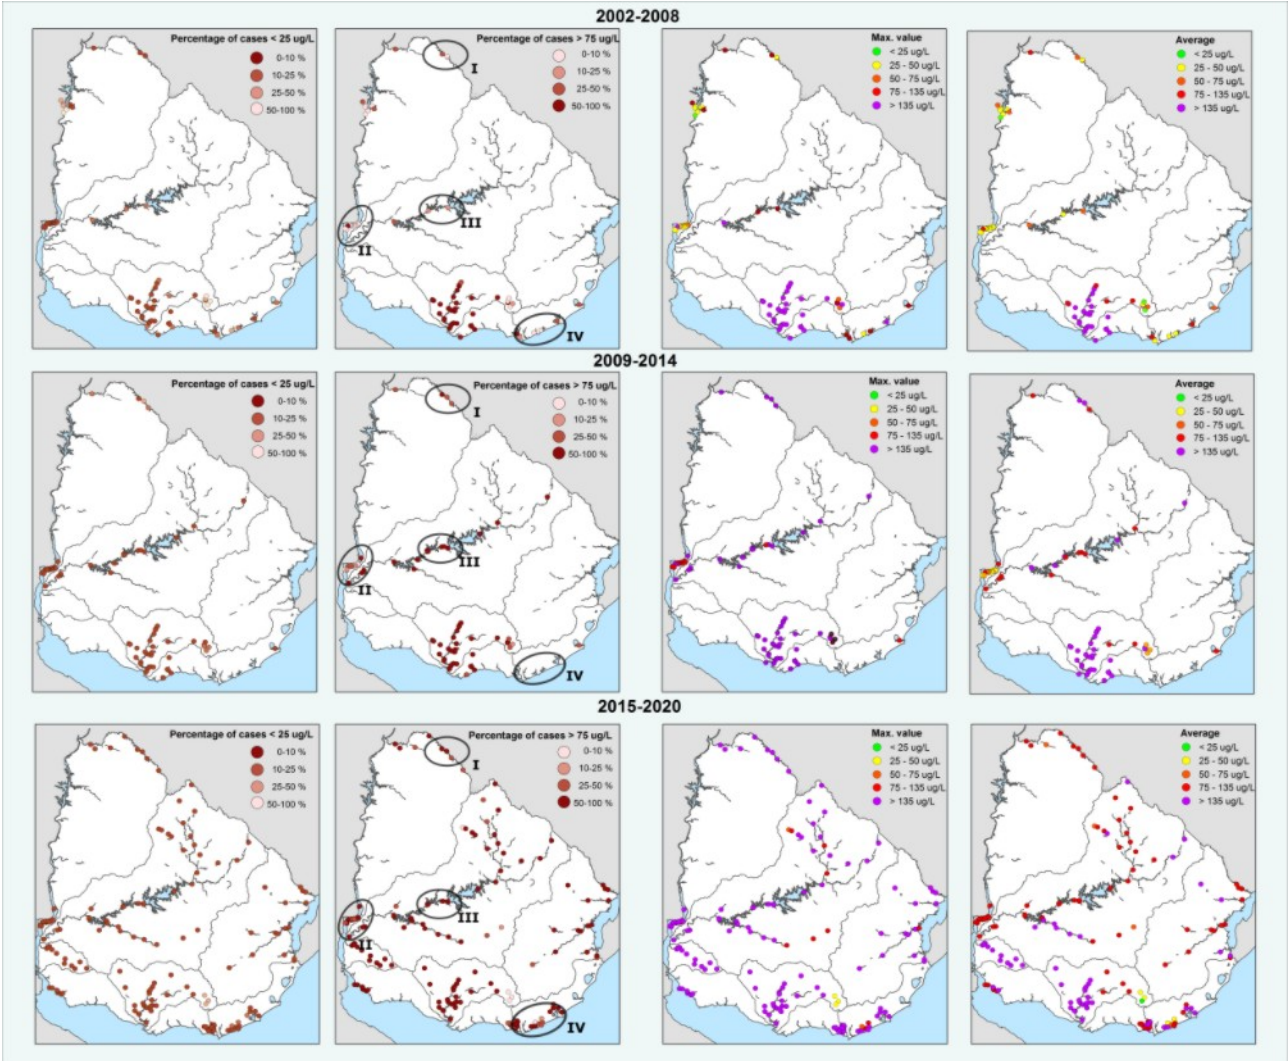 2002-2008
Percentage of cases < 25 ug/L
0-10 %
10-25 %
25-50 %
50-100 %
Percentage of cases > 75 ug/L
0-10 %
10-25 %
25-50 %
50-100 %
I
II
III
IV
Max. value
< 25 ug/L
25 - 50 ug/L
50 - 75 ug/L
75 - 135 ug/L
> 135 ug/L
Average
< 25 ug/L
25 - 50 ug/L
50 - 75 ug/L
75 - 135 ug/L
> 135 ug/L
2009-2014
Percentage of cases < 25 ug/L
0-10 %
10-25 %
25-50 %
50-100 %
Percentage of cases > 75 ug/L
0-10 %
10-25 %
25-50 %
50-100 %
I
II
III
IV
Max. value
< 25 ug/L
25 - 50 ug/L
50 - 75 ug/L
75 - 135 ug/L
> 135 ug/L
Average
< 25 ug/L
25 - 50 ug/L
50 - 75 ug/L
75 - 135 ug/L
> 135 ug/L
2015-2020
Percentage of cases < 25 ug/L
0-10 %
10-25 %
25-50 %
50-100 %
Percentage of cases > 75 ug/L
0-10 %
10-25 %
25-50 %
50-100 %
I
II
III
IV
Max. value
< 25 ug/L
25 - 50 ug/L
50 - 75 ug/L
75 - 135 ug/L
> 135 ug/L
Average
< 25 ug/L
25 - 50 ug/L
50 - 75 ug/L
75 - 135 ug/L
> 135 ug/L